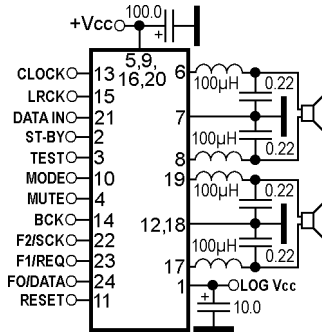 100.0
+Vcc
+
5,9,
16,20
CLOCK 13
LRCK 15
DATA IN 21
ST-BY 2
TEST 3
MODE 10
MUTE 4
BCK 14
F2/SCK 22
F1/REQ 23
FO/DATA 24
RESET 11
6
100µH
0.22
7
100µH
0.22
8
19
100µH
0.22
12,18
100µH
0.22
17
1
LOG Vcc
+
10.0